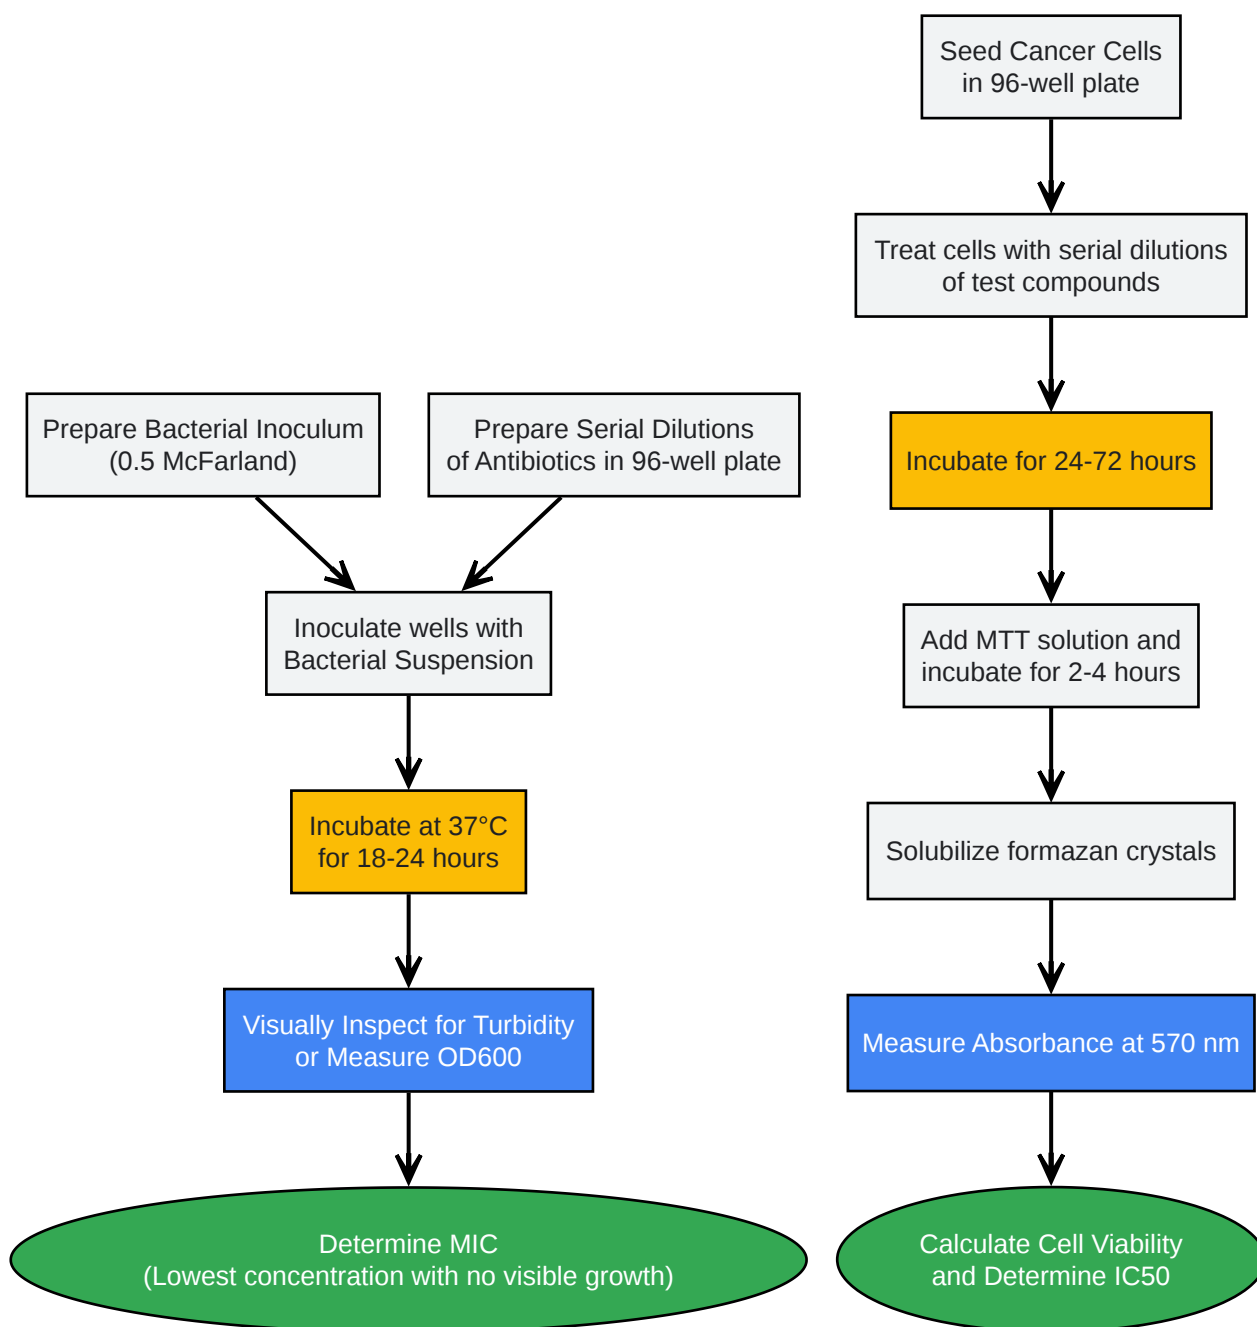 Prepare Bacterial Inoculum
(0.5 McFarland)
Prepare Serial Dilutions
of Antibiotics in 96-well plate
Inoculate wells with
Bacterial Suspension
Incubate at 37°C
for 18-24 hours
Visually Inspect for Turbidity
or Measure OD600
Determine MIC
(Lowest concentration with no visible growth)
Seed Cancer Cells
in 96-well plate
Treat cells with serial dilutions
of test compounds
Incubate for 24-72 hours
Add MTT solution and
incubate for 2-4 hours
Solubilize formazan crystals
Measure Absorbance at 570 nm
Calculate Cell Viability
and Determine IC50